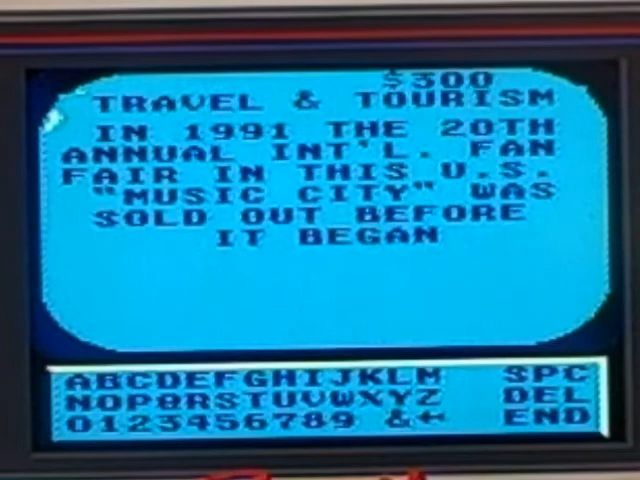 $300
TRAVEL & TOURISM
IN 1991 THE 20TH
ANNUAL INT'L. FAN
FAIR IN THIS U.S.
"MUSIC CITY" WAS
SOLD OUT BEFORE
IT BEGAN
ABCDEFGHIJKLM SPC
NOPQRSTUVWXYZ DEL
0123456789 &← END